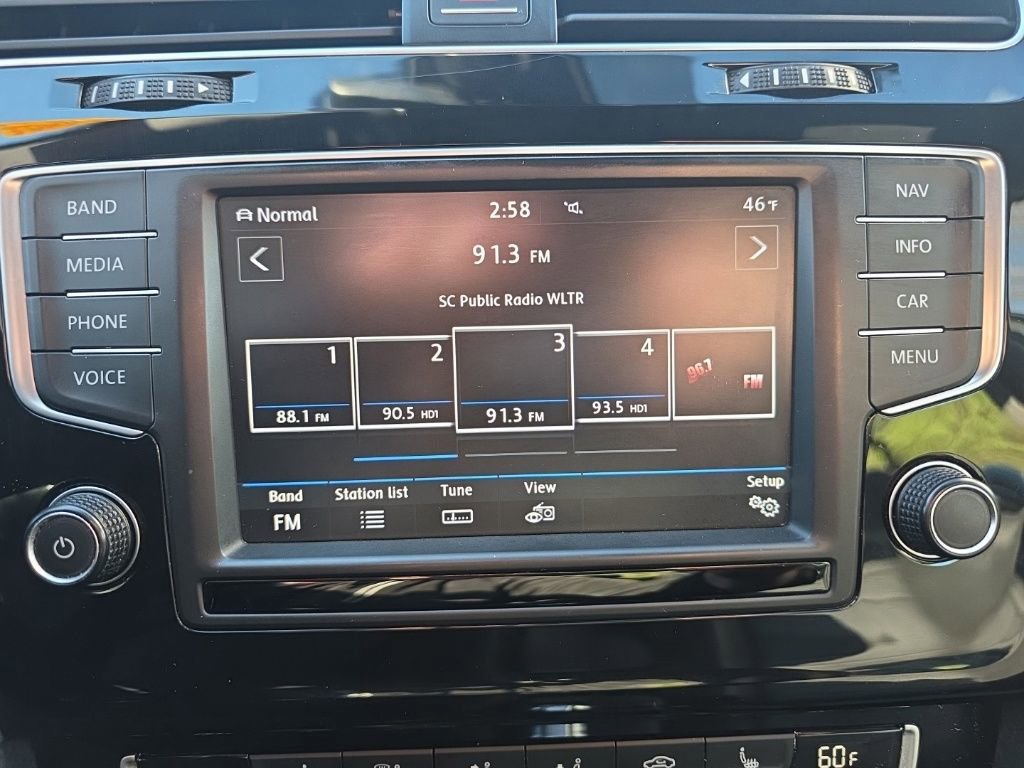 BAND
MEDIA
PHONE
VOICE
Normal
2:58
46°F
91.3 FM
SC Public Radio WLTR
1
88.1 FM
2
90.5 HD1
3
91.3 FM
4
93.5 HD1
96.7
FM
Band
FM
Station list
Tune
View
Setup
NAV
INFO
CAR
MENU
60F